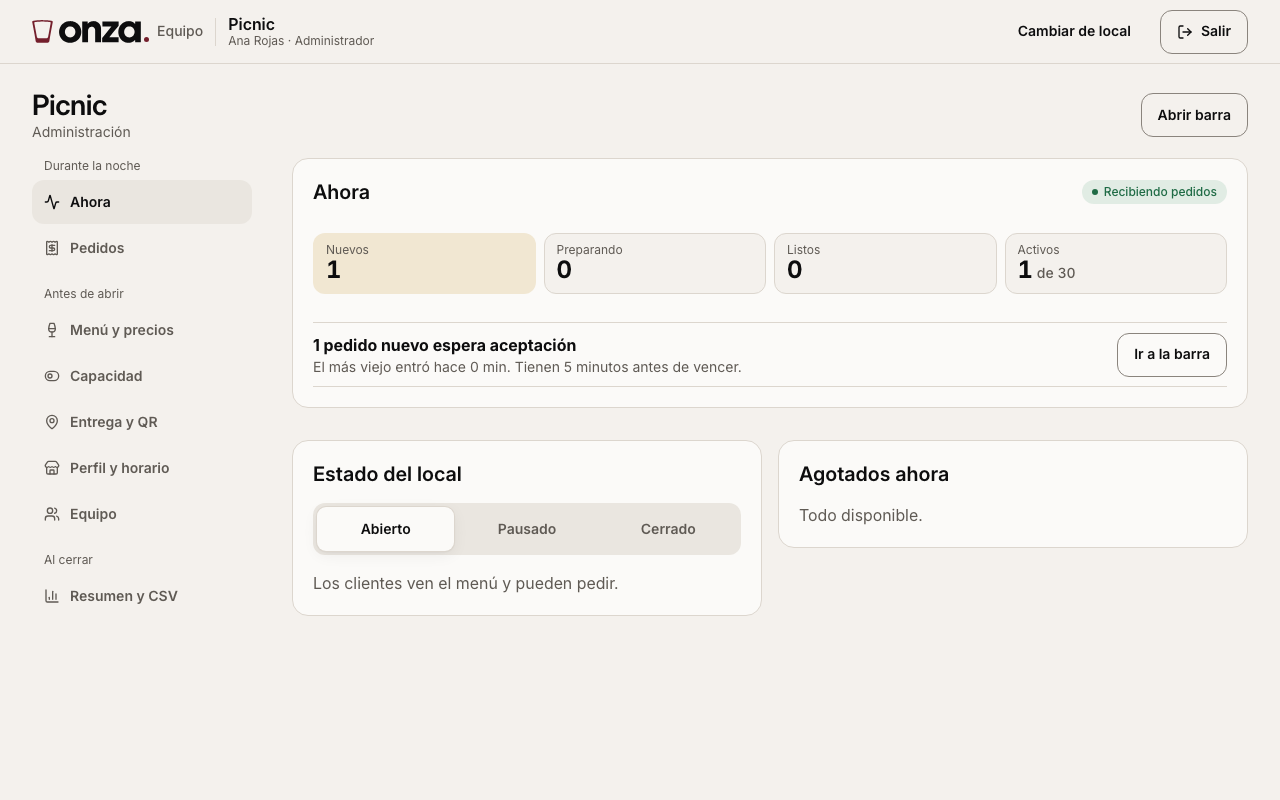 onza. Equipo
Picnic
Ana Rojas · Administrador
Cambiar de local
Salir
Picnic
Administración
Abrir barra
Durante la noche
Ahora
Pedidos
Antes de abrir
Menú y precios
Capacidad
Entrega y QR
Perfil y horario
Equipo
Al cerrar
Resumen y CSV
Ahora
Recibiendo pedidos
Nuevos
1
Preparando
0
Listos
0
Activos
1 de 30
1 pedido nuevo espera aceptación
El más viejo entró hace 0 min. Tienen 5 minutos antes de vencer.
Ir a la barra
Estado del local
Abierto
Pausado
Cerrado
Los clientes ven el menú y pueden pedir.
Agotados ahora
Todo disponible.